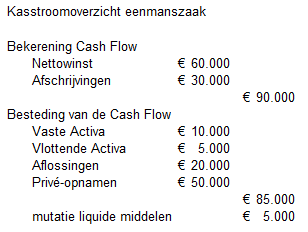 Kasstroomoverzicht eenmanszaak
Bekerening Cash Flow
Nettowinst € 60.000
Afschrijvingen € 30.000
€ 90.000
Besteding van de Cash Flow
Vaste Activa € 10.000
Vlottende Activa € 5.000
Aflossingen € 20.000
Privé-opnamen € 50.000
€ 85.000
mutatie liquide middelen € 5.000